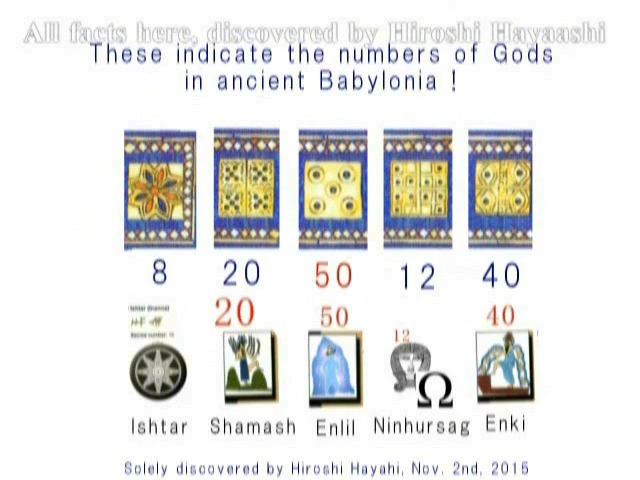 All facts here, discovered by Hiroshi Hayaashi
These indicate the numbers of Gods
in ancient Babylonia !
8 20 50 12 40
20 50 12 40
Ω
Ishtar Shamash Enlil Ninhursag Enki
Solely discovered by Hiroshi Hayahi, Nov. 2nd, 2015